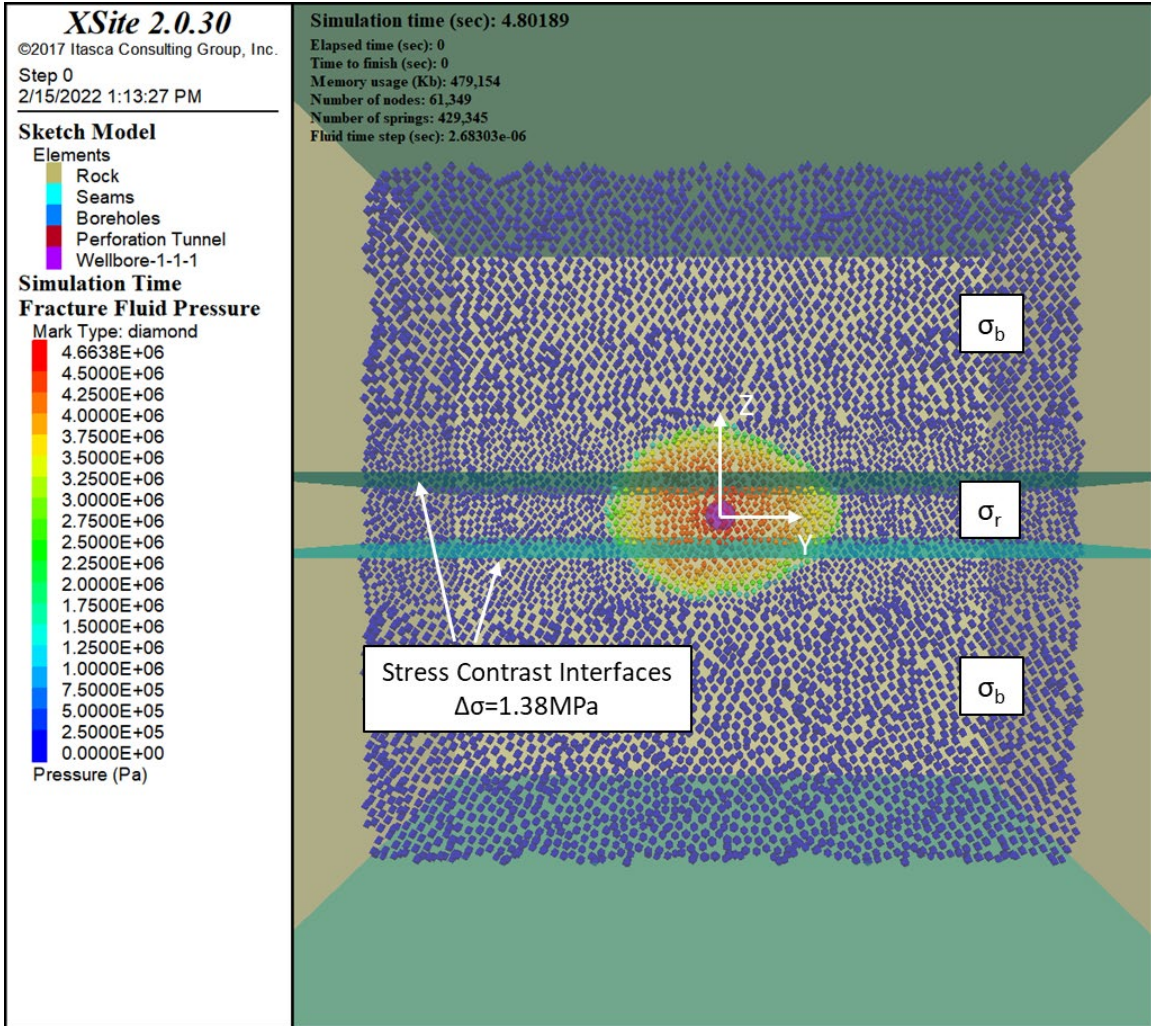 XSite 2.0.30
©2017 Itasca Consulting Group, Inc.
Step 0
2/15/2022 1:13:27 PM
Sketch Model
Elements
Rock
Seams
Boreholes
Perforation Tunnel
Wellbore-1-1-1
Simulation Time
Fracture Fluid Pressure
Mark Type: diamond
4.6638E+06
4.5000E+06
4.2500E+06
4.0000E+06
3.7500E+06
3.5000E+06
3.2500E+06
3.0000E+06
2.7500E+06
2.5000E+06
2.2500E+06
2.0000E+06
1.7500E+06
1.5000E+06
1.2500E+06
1.0000E+06
7.5000E+05
5.0000E+05
2.5000E+05
0.0000E+00
Pressure (Pa)
Simulation time (sec): 4.80189
Elapsed time (sec): 0
Time to finish (sec): 0
Memory usage (Kb): 479,154
Number of nodes: 61,349
Number of springs: 429,345
Fluid time step (sec): 2.68303e-06
σb
Z
σr
Y
Stress Contrast Interfaces
Δσ=1.38MPa
σb